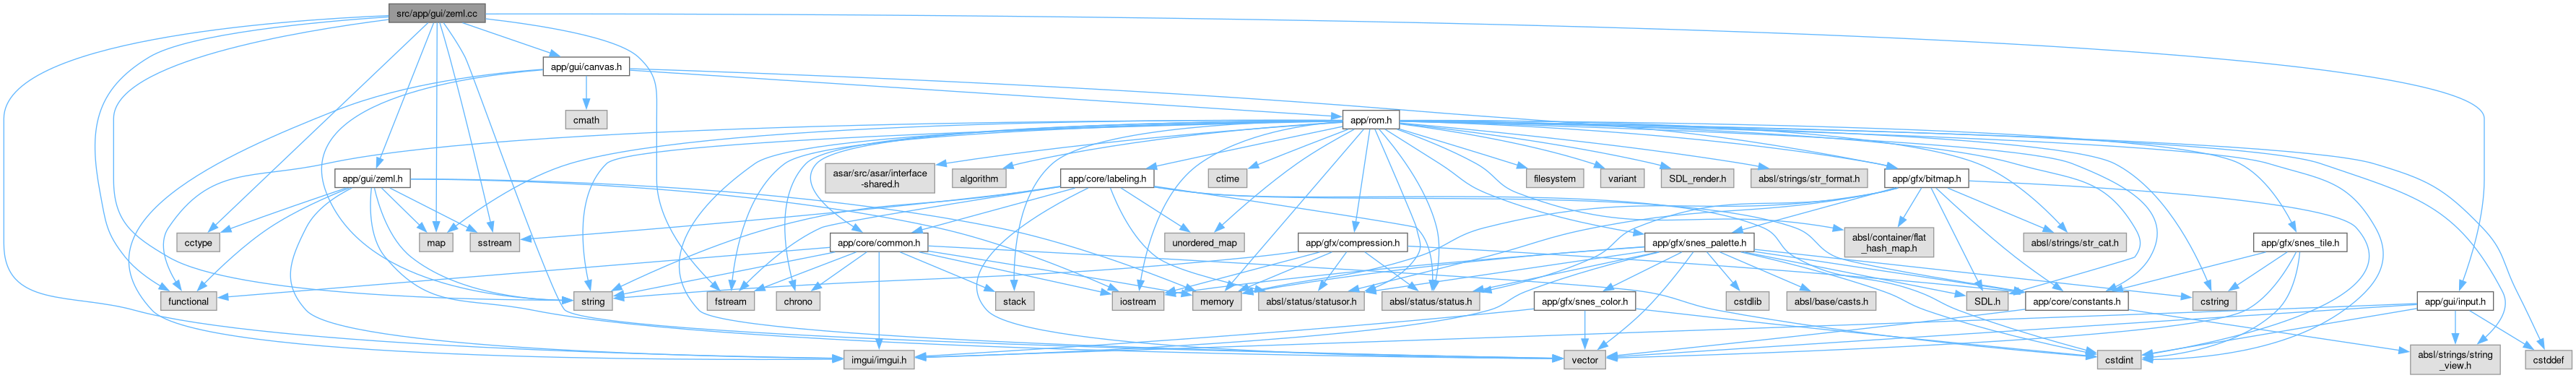 src/app/gui/zeml.cc
app/gui/canvas.h
cmath
app/rom.h
asar/src/asar/interface
-shared.h
algorithm
app/core/labeling.h
ctime
filesystem
variant
SDL_render.h
absl/strings/str_format.h
app/gfx/bitmap.h
app/gui/zeml.h
cctype
map
sstream
app/core/common.h
unordered_map
app/gfx/compression.h
app/gfx/snes_palette.h
absl/container/flat
_hash_map.h
absl/strings/str_cat.h
app/gfx/snes_tile.h
functional
string
fstream
chrono
stack
iostream
memory
absl/status/statusor.h
absl/status/status.h
app/gfx/snes_color.h
cstdlib
absl/base/casts.h
SDL.h
app/core/constants.h
cstring
app/gui/input.h
imgui/imgui.h
vector
cstdint
absl/strings/string
_view.h
cstddef